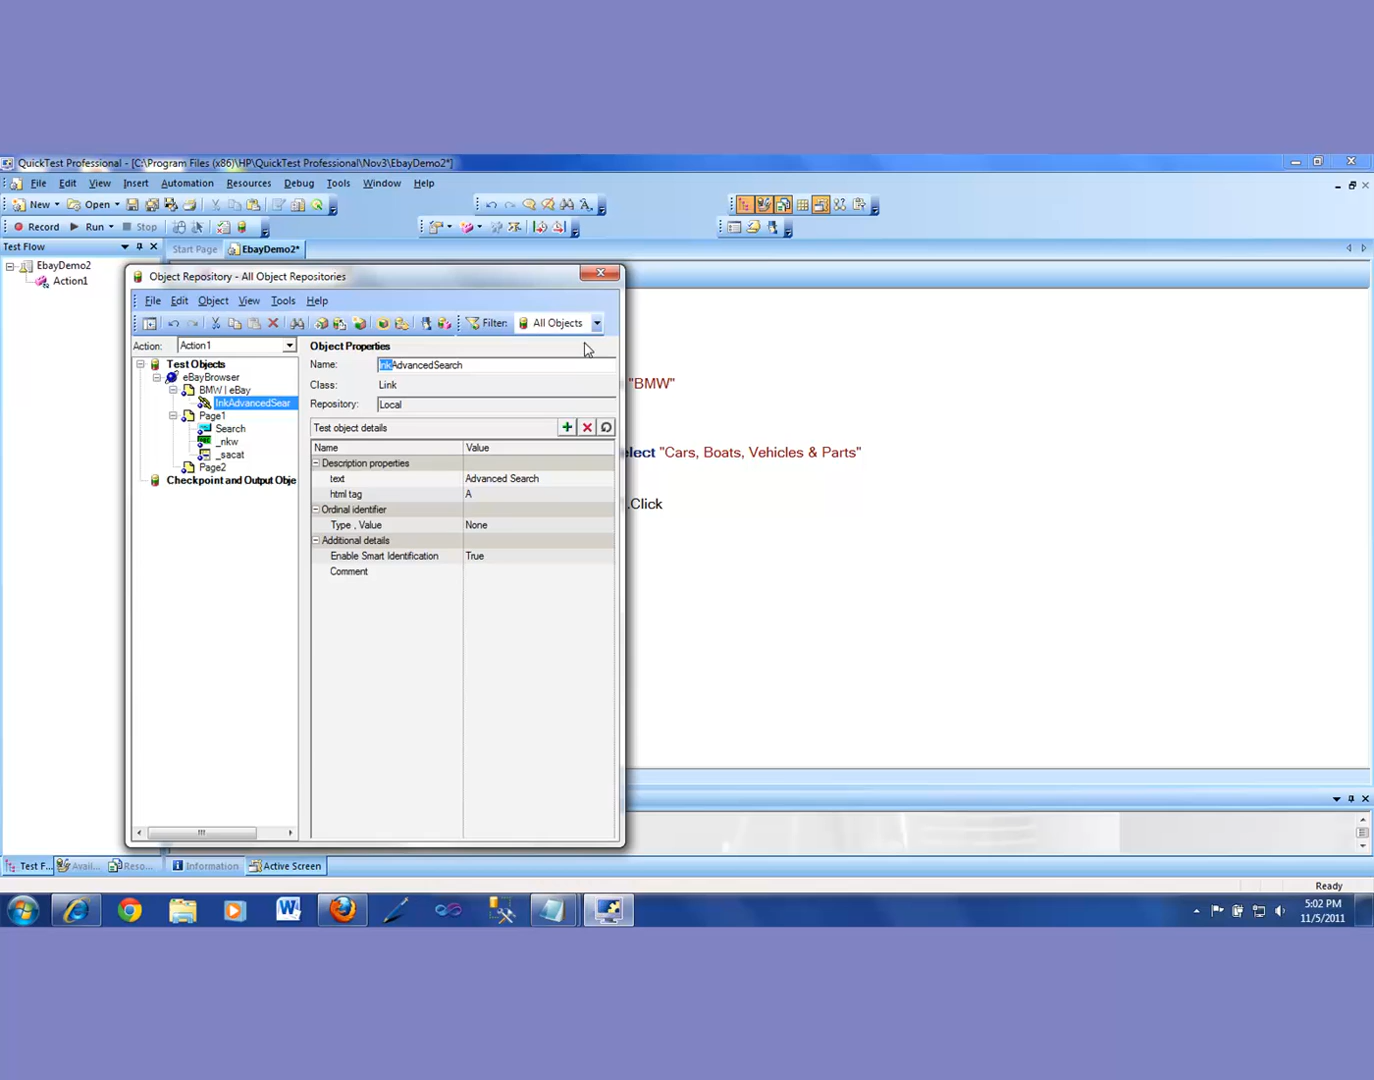 QuickTest Professional - [C:\Program Files (x86)\HP\QuickTest Professional\Nov3\EbayDemo2*]
File Edit View Insert Automation Resources Debug Tools Window Help
New Open
Record Run Stop
Test Flow
Start Page EbayDemo2*
EbayDemo2
Action1
Object Repository - All Object Repositories
File Edit Object View Tools Help
Filter: All Objects
Action: Action1
Test Objects
eBayBrowser
BMW | eBay
lnkAdvancedSear
Page1
Search
_nkw
_sacat
Page2
Checkpoint and Output Obje
Object Properties
Name: lnkAdvancedSearch
Class: Link
Repository: Local
Test object details
Name Value
Description properties
text Advanced Search
html tag A
Ordinal identifier
Type , Value None
Additional details
Enable Smart Identification True
Comment
"BMW"
elect "Cars, Boats, Vehicles & Parts"
.Click
Test F... Avail... Reso... Information Active Screen
Ready
5:02 PM
11/5/2011